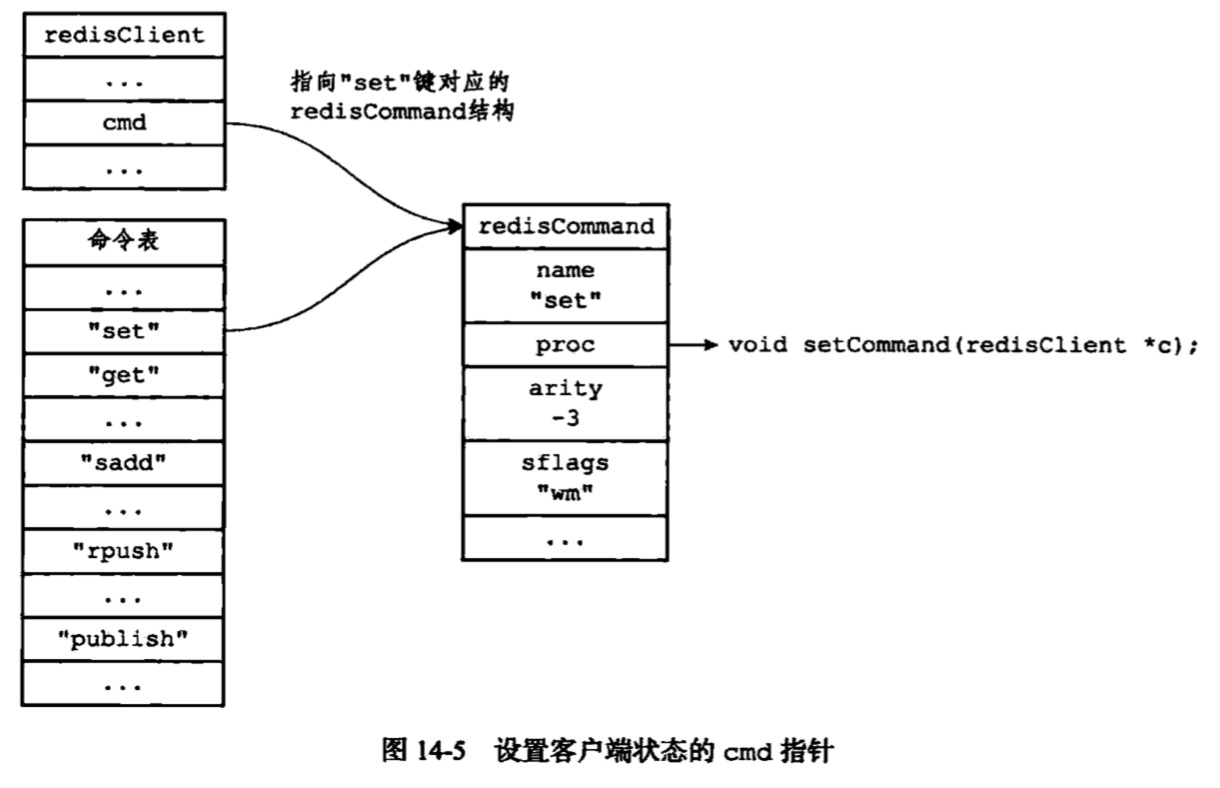 redisClient
...
cmd
...
指向"set"键对应的
redisCommand结构
命令表
...
"set"
"get"
...
"sadd"
...
"rpush"
...
"publish"
...
redisCommand
name
"set"
proc
arity
-3
sflags
"wm"
...
void setCommand(redisClient *c);
图 14-5 设置客户端状态的 cmd 指针